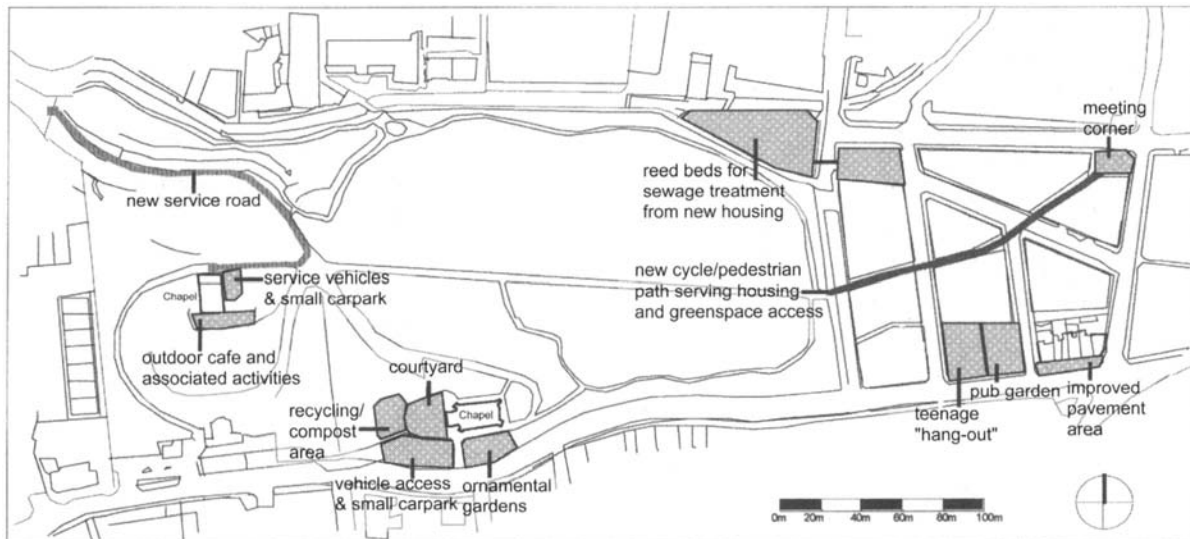 meeting
corner
reed beds for
sewage treatment
from new housing
new service road
service vehicles
& small carpark
Chapel
new cycle/pedestrian
path serving housing
and greenspace access
outdoor cafe and
associated activities
courtyard
pub garden
improved
pavement
area
teenage
"hang-out"
recycling/
compost
area
Chapel
vehicle access
& small carpark
ornamental
gardens
0m 20m 40m 60m 80m 100m